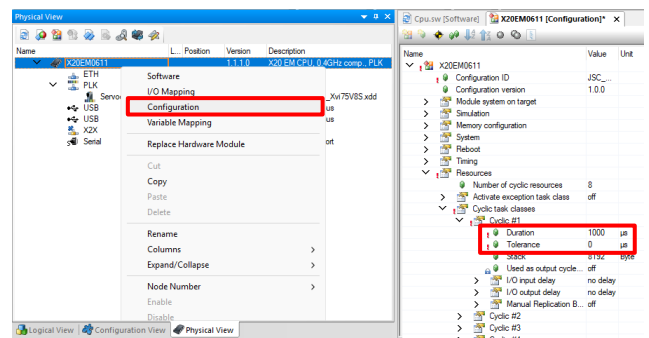 Physical View
Name L... Position Version Description
X20EM0611 1.1.1.0 X20 EM CPU, 0,4GHz comp., PLK
ETH
PLK
Servo
_Xvi75V8S.xdd
USB
us
USB
us
X2X
Serial
ort
Software
I/O Mapping
Configuration
Variable Mapping
Replace Hardware Module
Cut
Copy
Paste
Delete
Rename
Columns
Expand/Collapse
Node Number
Enable
Disable
Logical View Configuration View Physical View
Cpu.sw [Software] X20EM0611 [Configuration]* ×
Name Value Unit
X20EM0611
Configuration ID JSC_...
Configuration version 1.0.0
Module system on target
Simulation
Memory configuration
System
Reboot
Timing
Resources
Number of cyclic resources 8
Activate exception task class off
Cyclic task classes
Cyclic #1
Duration 1000 µs
Tolerance 0 µs
Stack 8192 Byte
Used as output cycle... off
I/O input delay no delay
I/O output delay no delay
Manual Replication B... off
Cyclic #2
Cyclic #3